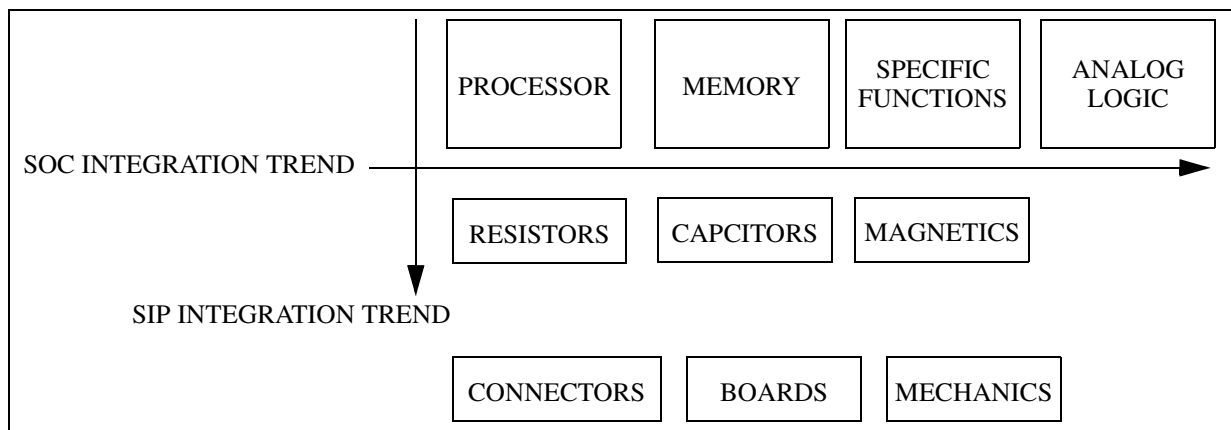 PROCESSOR
MEMORY
SPECIFIC
FUNCTIONS
ANALOG
LOGIC
SOC INTEGRATION TREND
RESISTORS
CAPCITORS
MAGNETICS
SIP INTEGRATION TREND
CONNECTORS
BOARDS
MECHANICS